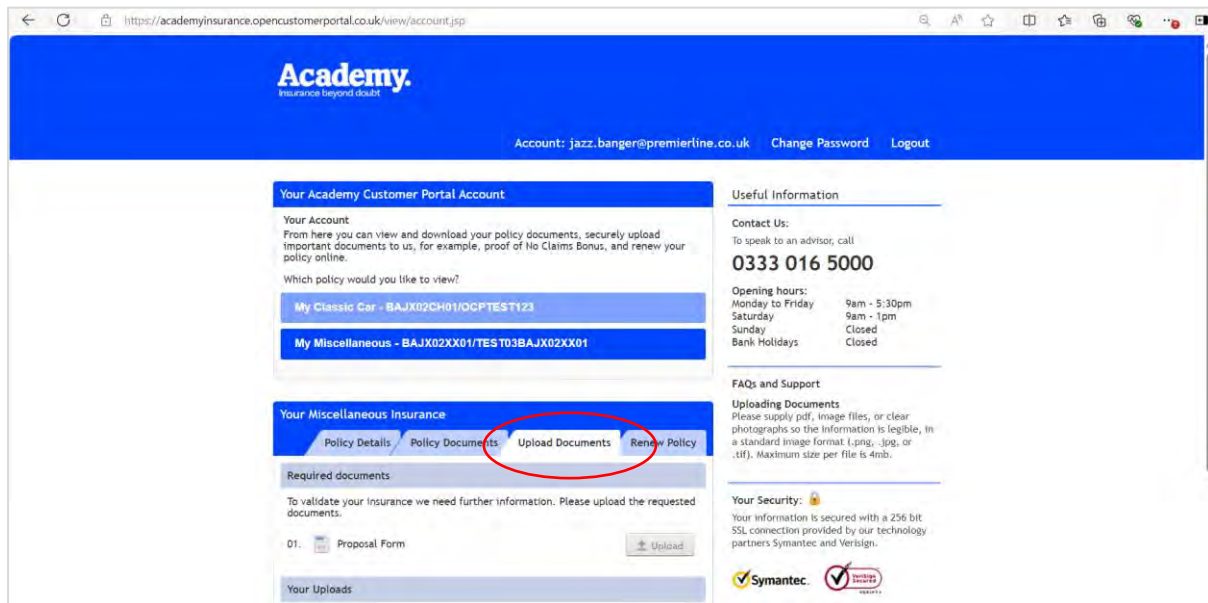 https://academyinsurance.opencustomerportal.co.uk/view/account.jsp
Academy.
Insurance beyond doubt
Account: jazz.banger@premierline.co.uk Change Password Logout
Your Academy Customer Portal Account
Your Account
From here you can view and download your policy documents, securely upload
important documents to us, for example, proof of No Claims Bonus, and renew your
policy online.
Which policy would you like to view?
My Classic Car - BAJX02CH01/OCPTEST123
My Miscellaneous - BAJX02XX01/TEST03BAJX02XX01
Your Miscellaneous Insurance
Policy Details Policy Documents Upload Documents Renew Policy
Required documents
To validate your insurance we need further information. Please upload the requested
documents.
01. Proposal Form Upload
Your Uploads
Useful Information
Contact Us:
To speak to an advisor, call
0333 016 5000
Opening hours:
Monday to Friday 9am - 5:30pm
Saturday 9am - 1pm
Sunday Closed
Bank Holidays Closed
FAQs and Support
Uploading Documents
Please supply pdf, image files, or clear
photographs so the information is legible, in
a standard image format (.png, .jpg, or
.tif). Maximum size per file is 4mb.
Your Security:
Your information is secured with a 256 bit
SSL connection provided by our technology
partners Symantec and Verisign.
Symantec.
VeriSign
Secured